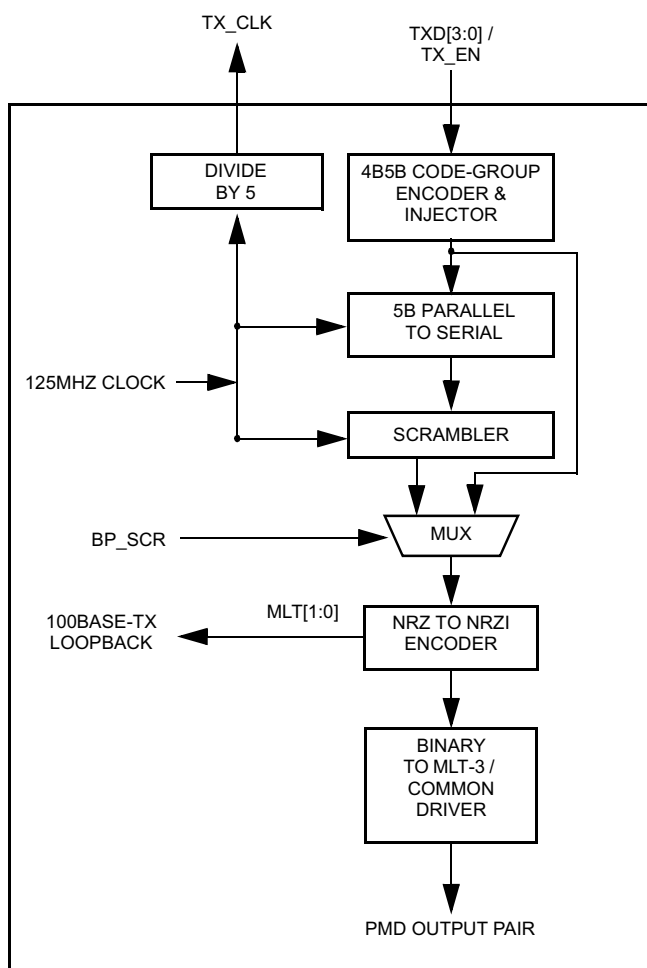 TX_CLK
TXD[3:0] /
TX_EN
DIVIDE
BY 5
4B5B CODE-GROUP
ENCODER &
INJECTOR
5B PARALLEL
TO SERIAL
125MHZ CLOCK
SCRAMBLER
BP_SCR
MUX
100BASE-TX
LOOPBACK
MLT[1:0]
NRZ TO NRZI
ENCODER
BINARY
TO MLT-3 /
COMMON
DRIVER
PMD OUTPUT PAIR